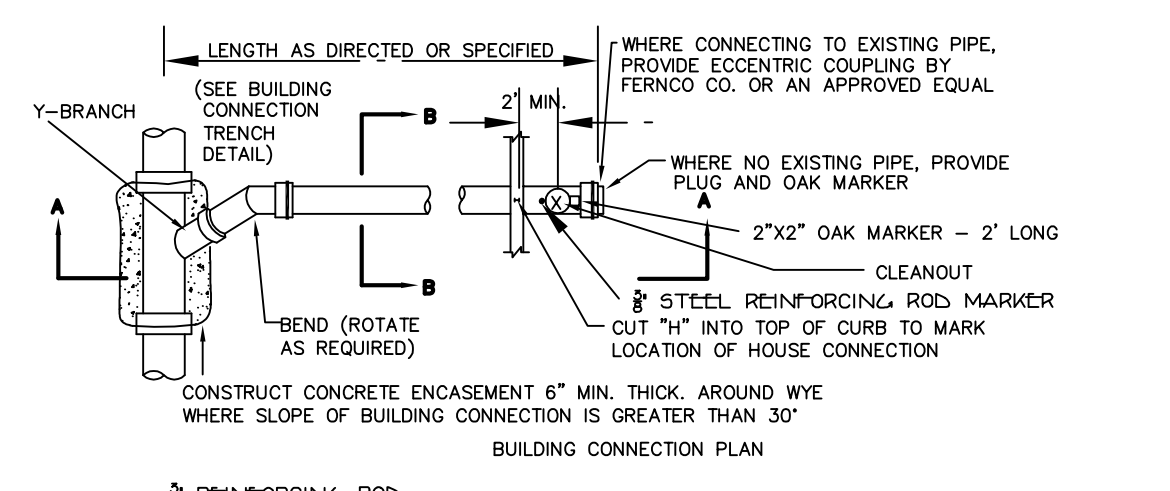 LENGTH AS DIRECTED OR SPECIFIED
(SEE BUILDING
CONNECTION
TRENCH
DETAIL)
Y-BRANCH
2' MIN.
WHERE CONNECTING TO EXISTING PIPE,
PROVIDE ECCENTRIC COUPLING BY
FERNCO CO. OR AN APPROVED EQUAL
B
WHERE NO EXISTING PIPE, PROVIDE
PLUG AND OAK MARKER
A
A
X
2"X2" OAK MARKER - 2' LONG
CLEANOUT
B
3/8" STEEL REINFORCING ROD MARKER
BEND (ROTATE
AS REQUIRED)
CUT "H" INTO TOP OF CURB TO MARK
LOCATION OF HOUSE CONNECTION
CONSTRUCT CONCRETE ENCASEMENT 6" MIN. THICK. AROUND WYE
WHERE SLOPE OF BUILDING CONNECTION IS GREATER THAN 30°
BUILDING CONNECTION PLAN
REINFORCING ROD